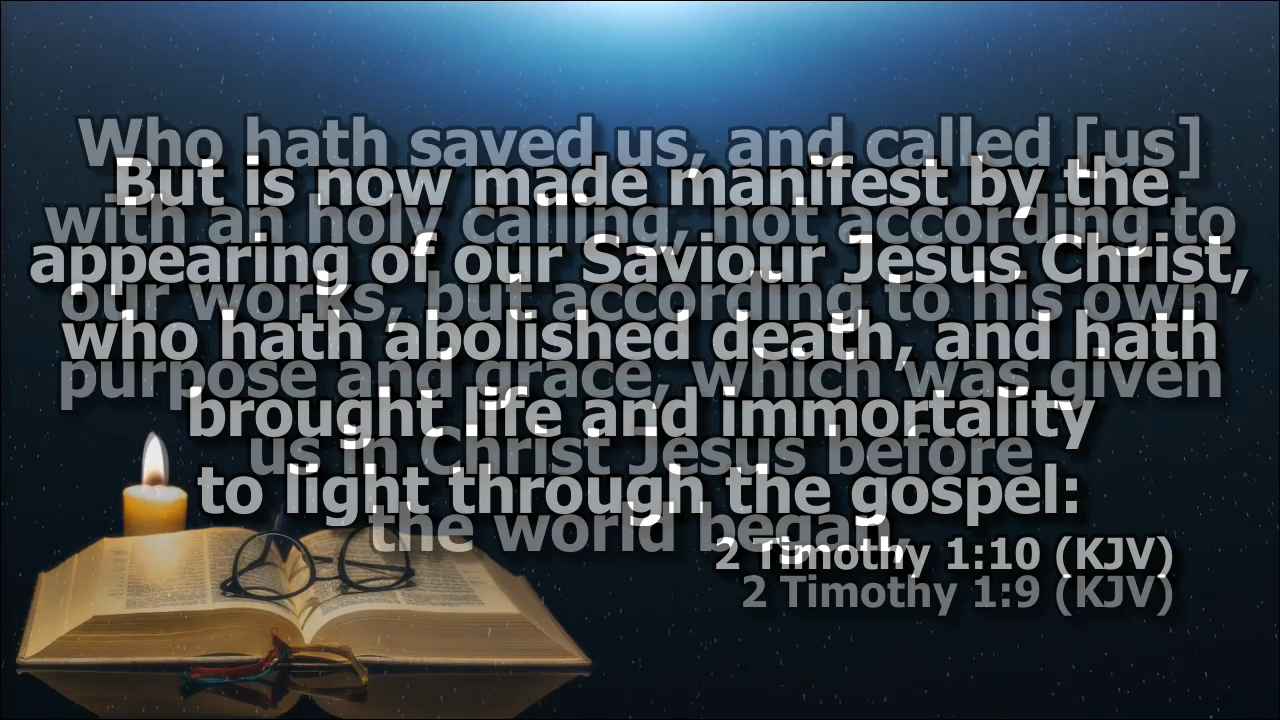 Who hath saved us, and called [us]
with an holy calling, not according to
our works, but according to his own
purpose and grace, which was given
us in Christ Jesus before
the world began,
2 Timothy 1:9 (KJV)
But is now made manifest by the
appearing of our Saviour Jesus Christ,
who hath abolished death, and hath
brought life and immortality
to light through the gospel:
2 Timothy 1:10 (KJV)